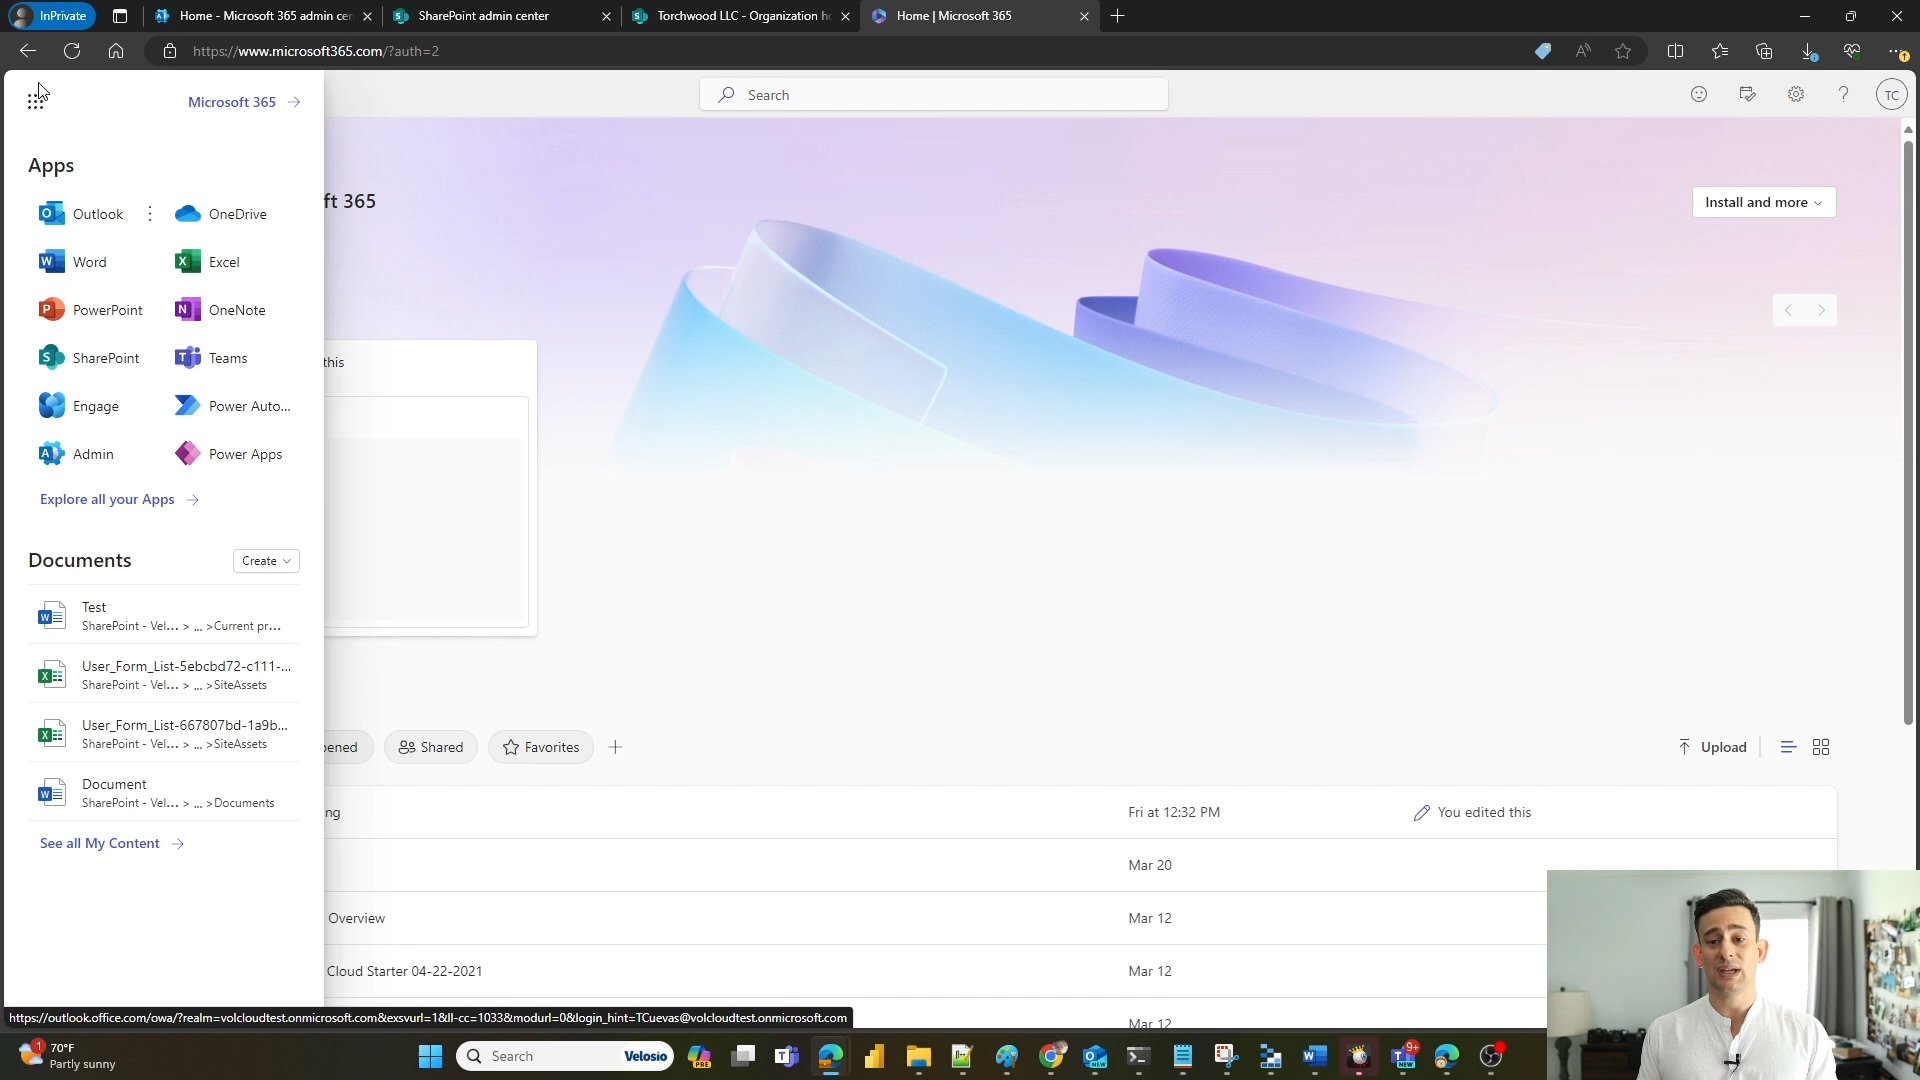 InPrivate
Home - Microsoft 365 admin cen
SharePoint admin center
Torchwood LLC - Organization h
Home | Microsoft 365
https://www.microsoft365.com/?auth=2
Microsoft 365
Search
TC
Apps
Outlook
OneDrive
Word
Excel
PowerPoint
OneNote
SharePoint
Teams
Engage
Power Auto...
Admin
Power Apps
Explore all your Apps
ft 365
Install and more
this
Documents
Create
Test
SharePoint - Vel... > ... >Current pr...
User_Form_List-5ebcbd72-c111-...
SharePoint - Vel... > ... >SiteAssets
User_Form_List-667807bd-1a9b...
SharePoint - Vel... > ... >SiteAssets
Document
SharePoint - Vel... > ... >Documents
See all My Content
pened
Shared
Favorites
Upload
ng
Fri at 12:32 PM
You edited this
Mar 20
Overview
Mar 12
Cloud Starter 04-22-2021
Mar 12
Mar 12
https://outlook.office.com/owa/?realm=volcloudtest.onmicrosoft.com&exsvurl=1&ll-cc=1033&modurl=0&login_hint=TCuevas@volcloudtest.onmicrosoft.com
1
70°F
Partly sunny
Search
Velosio
PRE
NEW
9+
NEW